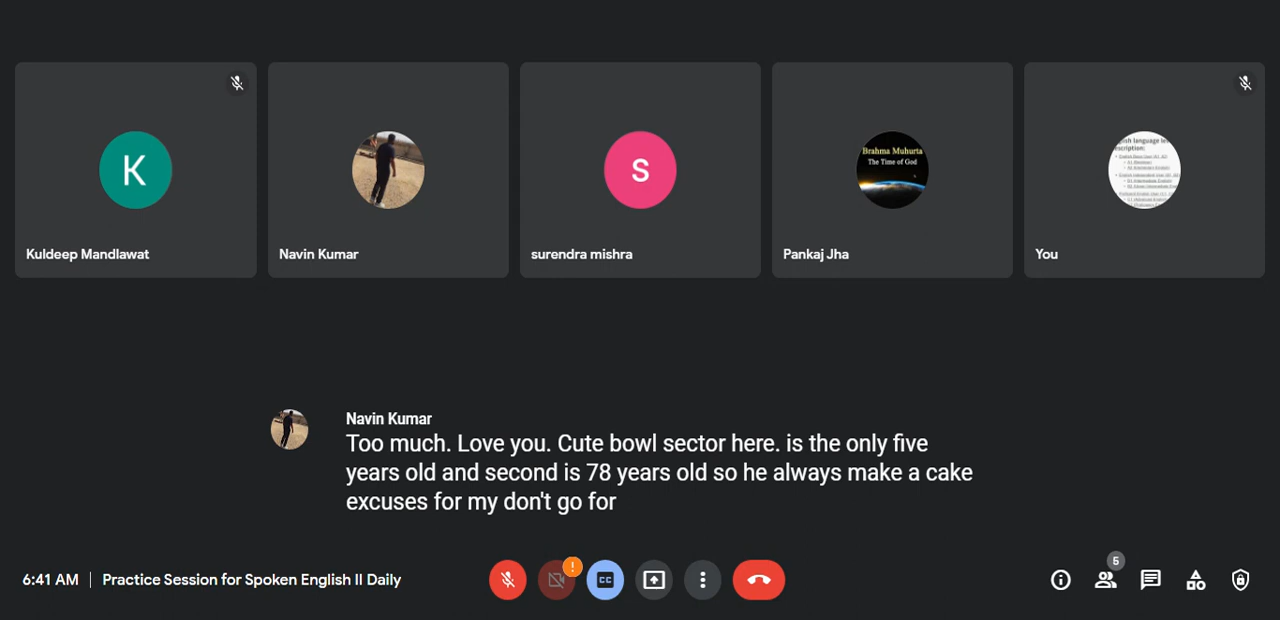 K
S
Brahma Muhurta
The Time of God
Kuldeep Mandlawat
Navin Kumar
surendra mishra
Pankaj Jha
You
Navin Kumar
Too much. Love you. Cute bowl sector here. is the only five
years old and second is 78 years old so he always make a cake
excuses for my don't go for
6:41 AM | Practice Session for Spoken English II Daily
!
CC
5